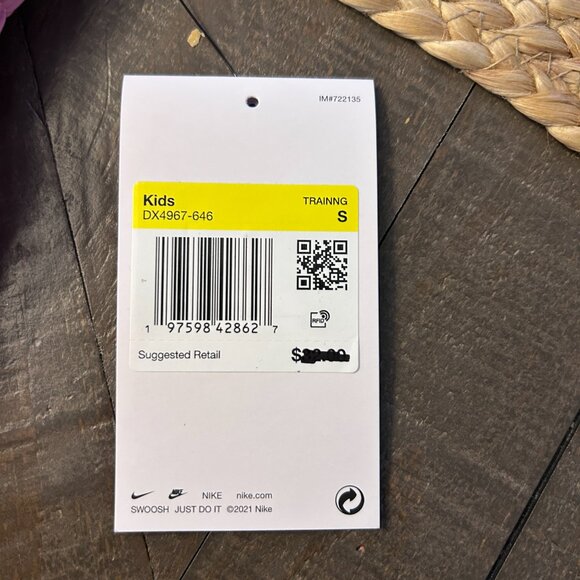 IM#722135
Kids TRAINNG
DX4967-646 S
1 97598 42862 7
RFID
Suggested Retail $
NIKE nike.com
SWOOSH JUST DO IT ©2021 Nike